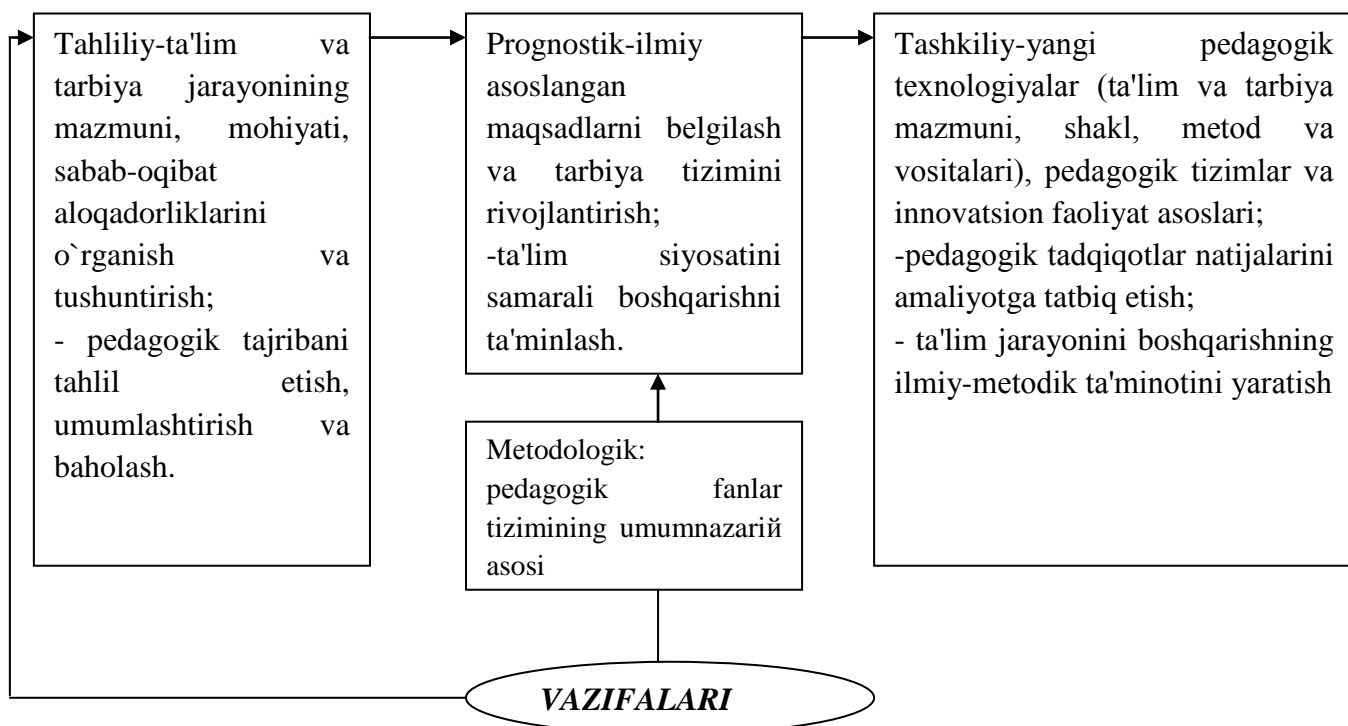 Tahliliy-ta'lim va
tarbiya jarayonining
mazmuni, mohiyati,
sabab-oqibat
aloqadorliklarini
o`rganish va
tushuntirish;
- pedagogik tajribani
tahlil etish,
umumlashtirish va
baholash.
Prognostik-ilmiy
asoslangan
maqsadlarni belgilash
va tarbiya tizimini
rivojlantirish;
-ta'lim siyosatini
samarali boshqarishni
ta'minlash.
Tashkiliy-yangi pedagogik
texnologiyalar (ta'lim va tarbiya
mazmuni, shakl, metod va
vositalari), pedagogik tizimlar va
innovatsion faoliyat asoslari;
-pedagogik tadqiqotlar natijalarini
amaliyotga tatbiq etish;
- ta'lim jarayonini boshqarishning
ilmiy-metodik ta'minotini yaratish
Metodologik:
pedagogik fanlar
tizimining umumnazariй
asosi
VAZIFALARI